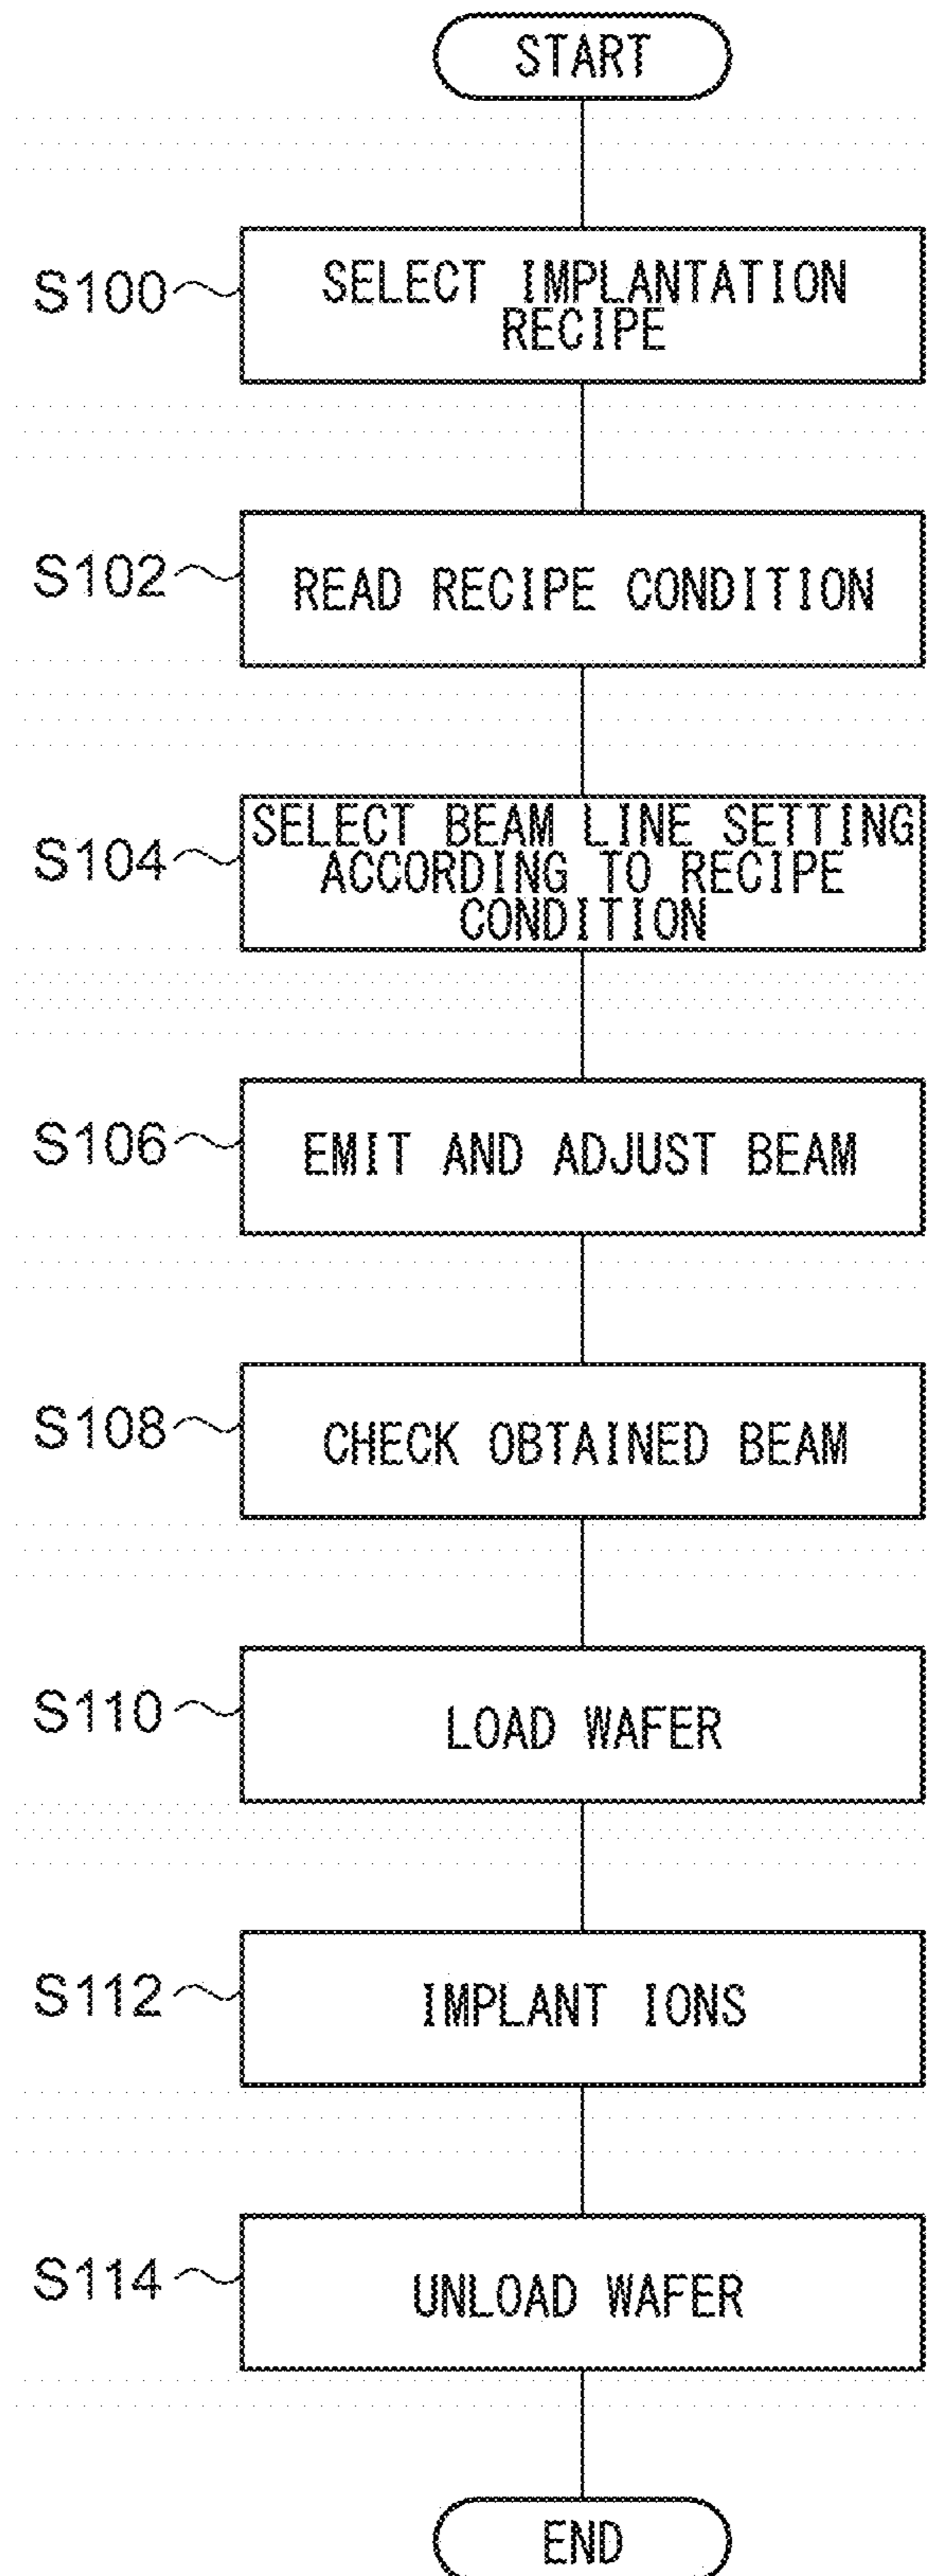 START
S100
SELECT IMPLANTATION
RECIPE
S102
READ RECIPE CONDITION
S104
SELECT BEAM LINE SETTING
ACCORDING TO RECIPE
CONDITION
S106
EMIT AND ADJUST BEAM
S108
CHECK OBTAINED BEAM
S110
LOAD WAFER
S112
IMPLANT IONS
S114
UNLOAD WAFER
END